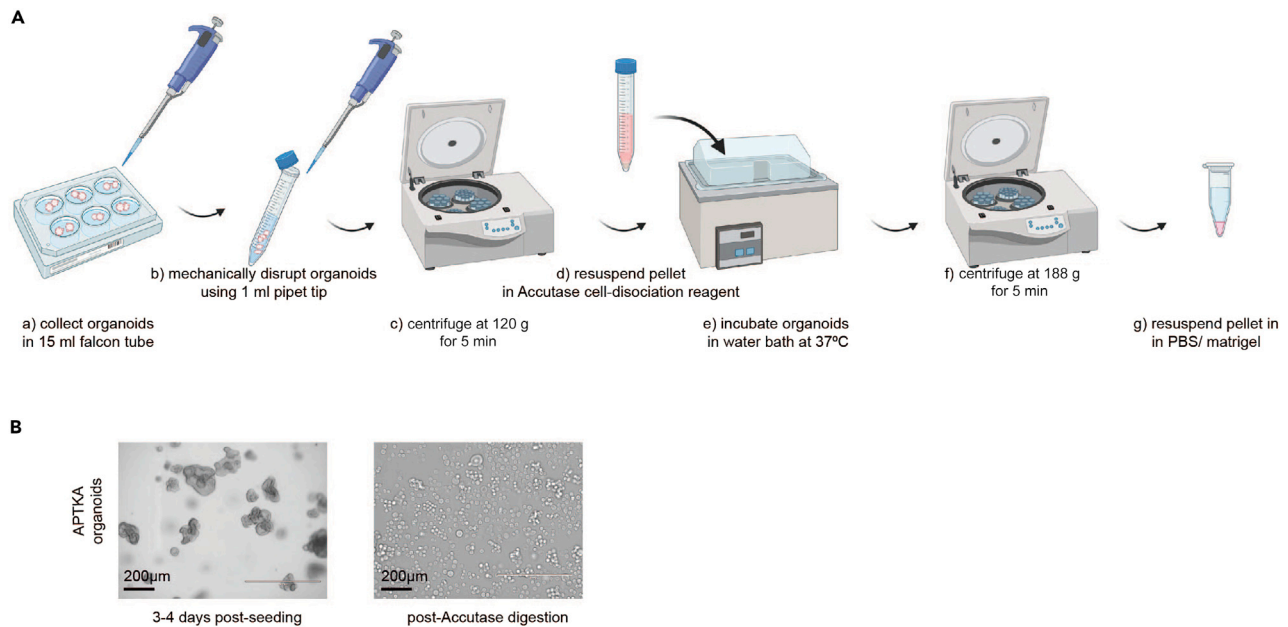 A
b) mechanically disrupt organoids
using 1 ml pipet tip
d) resuspend pellet
in Accutase cell-disociation reagent
f) centrifuge at 188 g
for 5 min
a) collect organoids
in 15 ml falcon tube
c) centrifuge at 120 g
for 5 min
e) incubate organoids
in water bath at 37ºC
g) resuspend pellet in
in PBS/ matrigel
B
APTKA
organoids
200µm
200µm
3-4 days post-seeding
post-Accutase digestion